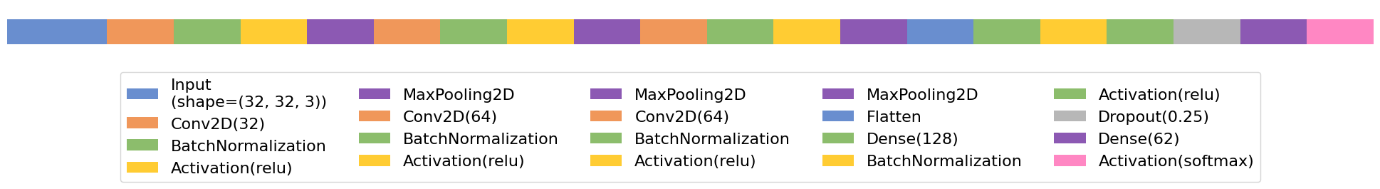 Input
(shape=(32, 32, 3))
Conv2D(32)
BatchNormalization
Activation(relu)
MaxPooling2D
Conv2D(64)
BatchNormalization
Activation(relu)
MaxPooling2D
Conv2D(64)
BatchNormalization
Activation(relu)
MaxPooling2D
Flatten
Dense(128)
BatchNormalization
Activation(relu)
Dropout(0.25)
Dense(62)
Activation(softmax)